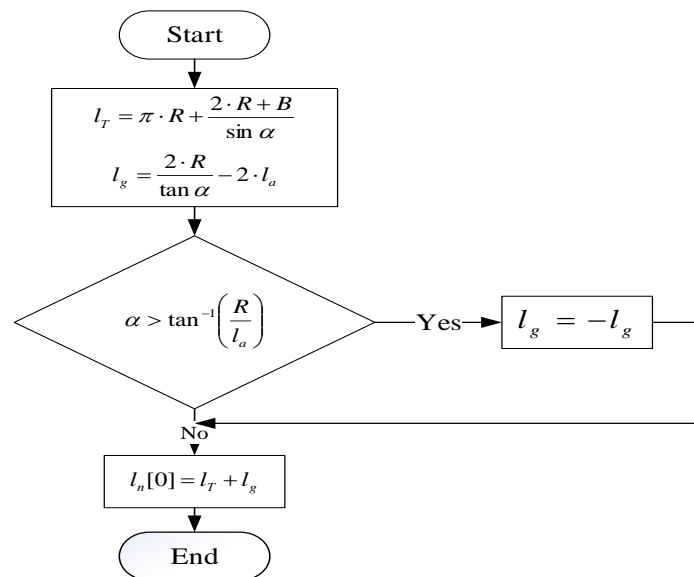 Start
l_T = π · R + (2 · R + B) / sin α
l_g = (2 · R) / tan α − 2 · l_a
α > tan⁻¹(R / l_a)
Yes
l_g = −l_g
No
l_n[0] = l_T + l_g
End